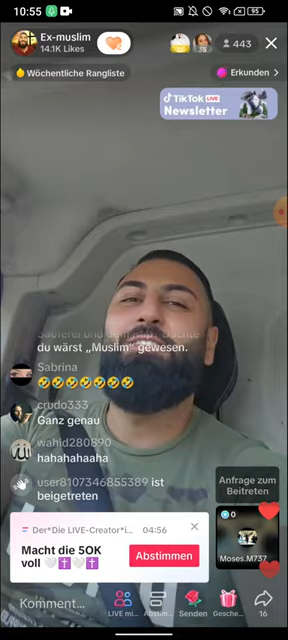 10:55
95
Ex-muslim
14.1K Likes
38
443
Wöchentliche Rangliste
Erkunden
TikTok LIVE
Newsletter
du wärst „Muslim“ gewesen.
Sabrina
🤣🤣🤣🤣🤣🤣🤣
crudo333
Ganz genau
wahid280890
hahahahaaha
user8107346855389 ist
beigetreten
Anfrage zum
Beitreten
Der*Die LIVE-Creator*i... 04:56
Macht die 50K
voll 🤍✝️🤍✝️
Abstimmen
0
Moses.M737
Komment...
LIVE mi...
Abstim...
Senden
Gesche...
16